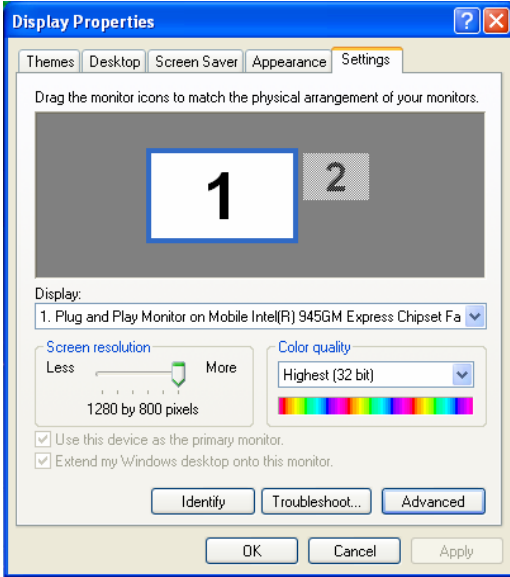 Display Properties
Themes Desktop Screen Saver Appearance Settings
Drag the monitor icons to match the physical arrangement of your monitors.
1 2
Display:
1. Plug and Play Monitor on Mobile Intel(R) 945GM Express Chipset Fa
Screen resolution
Less More
1280 by 800 pixels
Color quality
Highest (32 bit)
Use this device as the primary monitor.
Extend my Windows desktop onto this monitor.
Identify Troubleshoot... Advanced
OK Cancel Apply